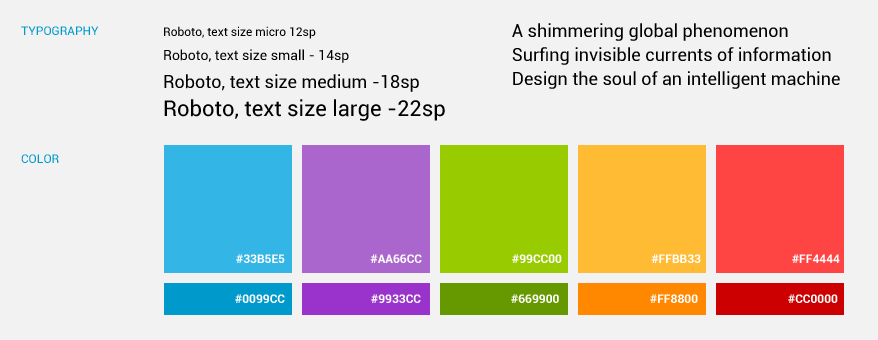 TYPOGRAPHY
Roboto, text size micro 12sp
Roboto, text size small - 14sp
Roboto, text size medium -18sp
Roboto, text size large -22sp
A shimmering global phenomenon
Surfing invisible currents of information
Design the soul of an intelligent machine
COLOR
#33B5E5
#AA66CC
#99CC00
#FFBB33
#FF4444
#0099CC
#9933CC
#669900
#FF8800
#CC0000